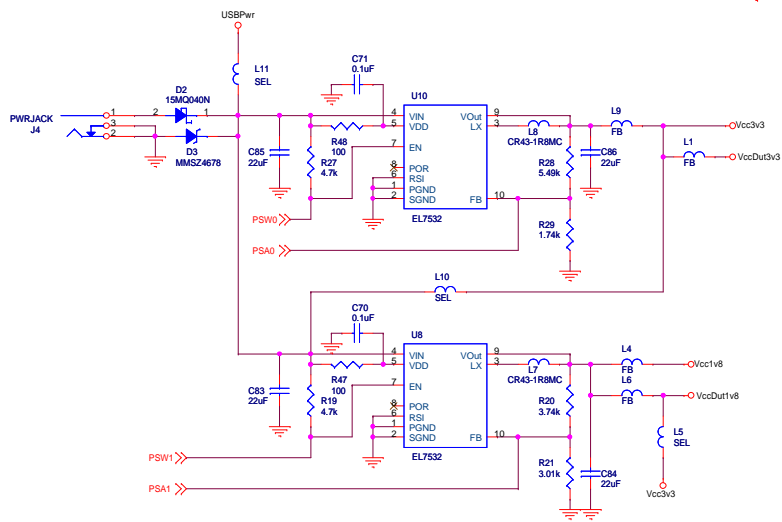 USBPwr
L11
SEL
C71
0.1uF
D2
15MQ040N
PWRJACK
J4
1
3
2
2
1
D3
MMSZ4678
C85
22uF
R48
100
R27
4.7k
U10
4
5
7
8
6
1
2
VIN
VDD
EN
POR
RSI
PGND
SGND
VOut
LX
FB
9
3
10
EL7532
L8
CR43-1R8MC
L9
FB
Vcc3v3
L1
FB
VccDut3v3
R28
5.49k
C86
22uF
R29
1.74k
PSW0
PSA0
L10
SEL
C70
0.1uF
C83
22uF
R47
100
R19
4.7k
U8
4
5
7
8
6
1
2
VIN
VDD
EN
POR
RSI
PGND
SGND
VOut
LX
FB
9
3
10
EL7532
L7
CR43-1R8MC
L4
FB
Vcc1v8
L6
FB
VccDut1v8
R20
3.74k
L5
SEL
R21
3.01k
C84
22uF
Vcc3v3
PSW1
PSA1